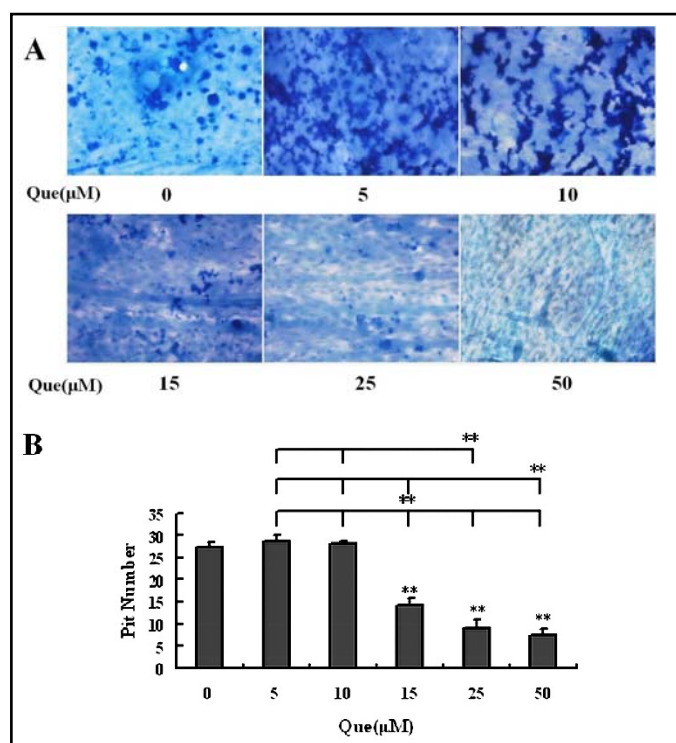 A
Que(μM) 0 5 10
Que(μM) 15 25 50
B
**
**
**
35
30
25
20
15
10
5
0
Pit Number
** ** **
0 5 10 15 25 50
Que(μM)